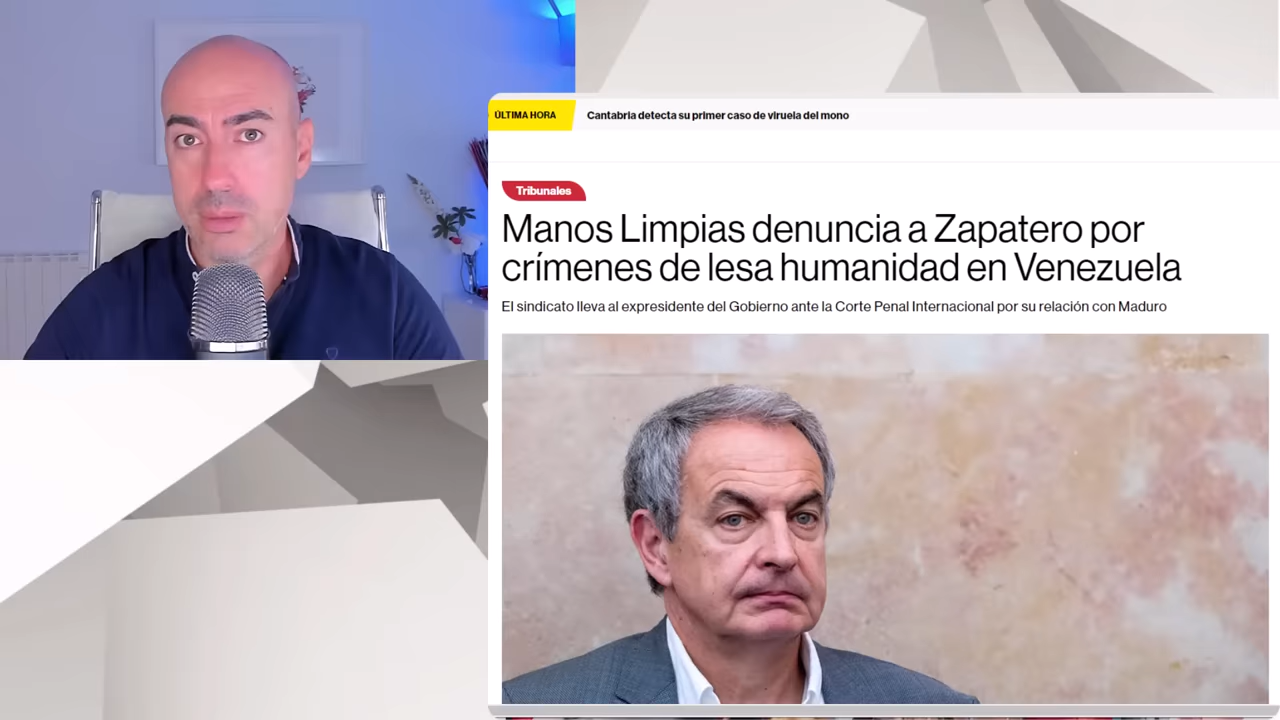 ÚLTIMA HORA
Cantabria detecta su primer caso de viruela del mono
Tribunales
Manos Limpias denuncia a Zapatero por
crímenes de lesa humanidad en Venezuela
El sindicato lleva al expresidente del Gobierno ante la Corte Penal Internacional por su relación con Maduro